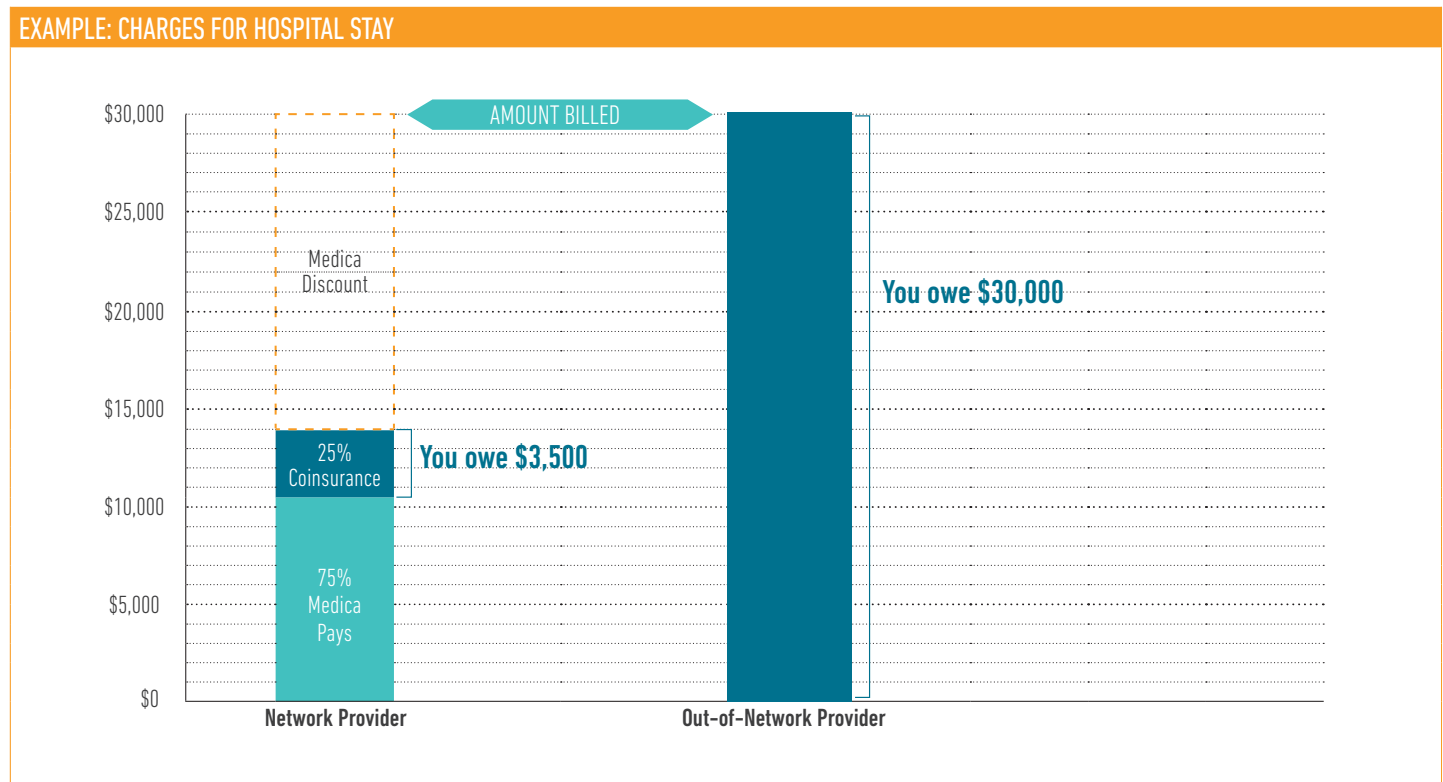 EXAMPLE: CHARGES FOR HOSPITAL STAY
$30,000
AMOUNT BILLED
$25,000
Medica
Discount
You owe $30,000
$20,000
$15,000
25%
Coinsurance
You owe $3,500
$10,000
75%
Medica
Pays
$5,000
$0
Network Provider
Out-of-Network Provider